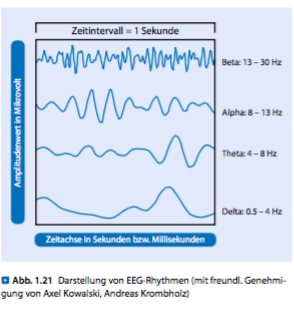 Zeitintervall = 1 Sekunde
Amplitudenwert in Mikrovolt
Beta: 13 – 30 Hz
Alpha: 8 – 13 Hz
Theta: 4 – 8 Hz
Delta: 0.5 – 4 Hz
Zeitachse in Sekunden bzw. Millisekunden
Abb. 1.21 Darstellung von EEG-Rhythmen (mit freundl. Genehmi-
gung von Axel Kowalski, Andreas Krombholz)